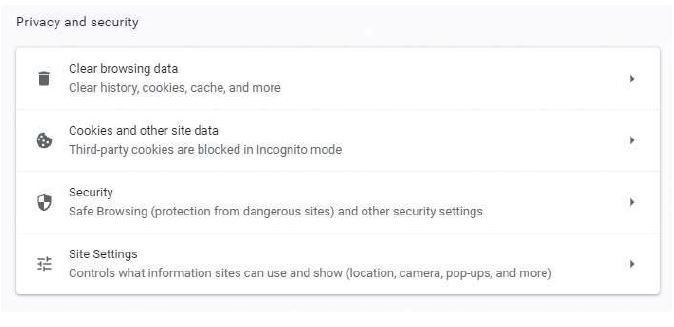 Privacy and security
Clear browsing data
Clear history, cookies, cache, and more
Cookies and other site data
Third-party cookies are blocked in Incognito mode
Security
Safe Browsing (protection from dangerous sites) and other security settings
Site Settings
Controls what information sites can use and show (location, camera, pop-ups, and more)